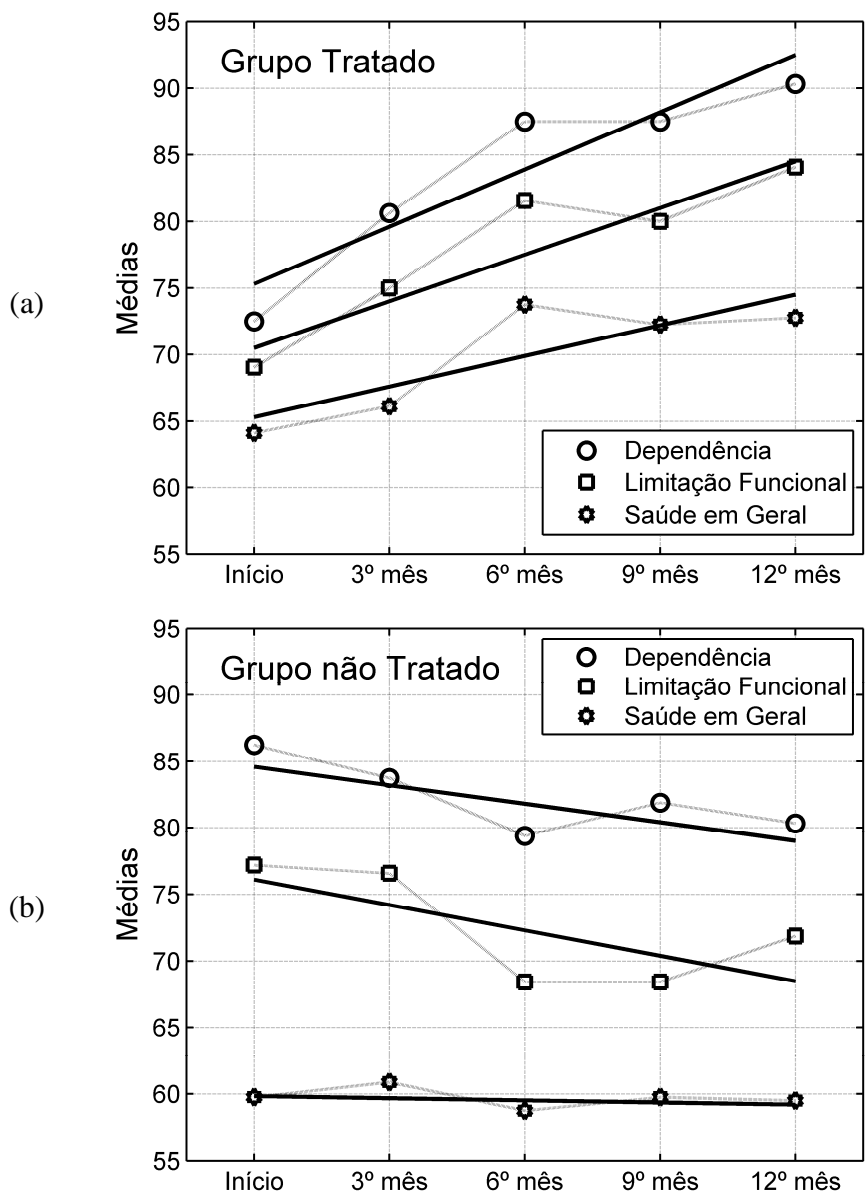 (a)
Grupo Tratado
Médias
95
90
85
80
75
70
65
60
55
Dependência
Limitação Funcional
Saúde em Geral
Início 3º mês 6º mês 9º mês 12º mês
(b)
Grupo não Tratado
Médias
95
90
85
80
75
70
65
60
55
Dependência
Limitação Funcional
Saúde em Geral
Início 3º mês 6º mês 9º mês 12º mês